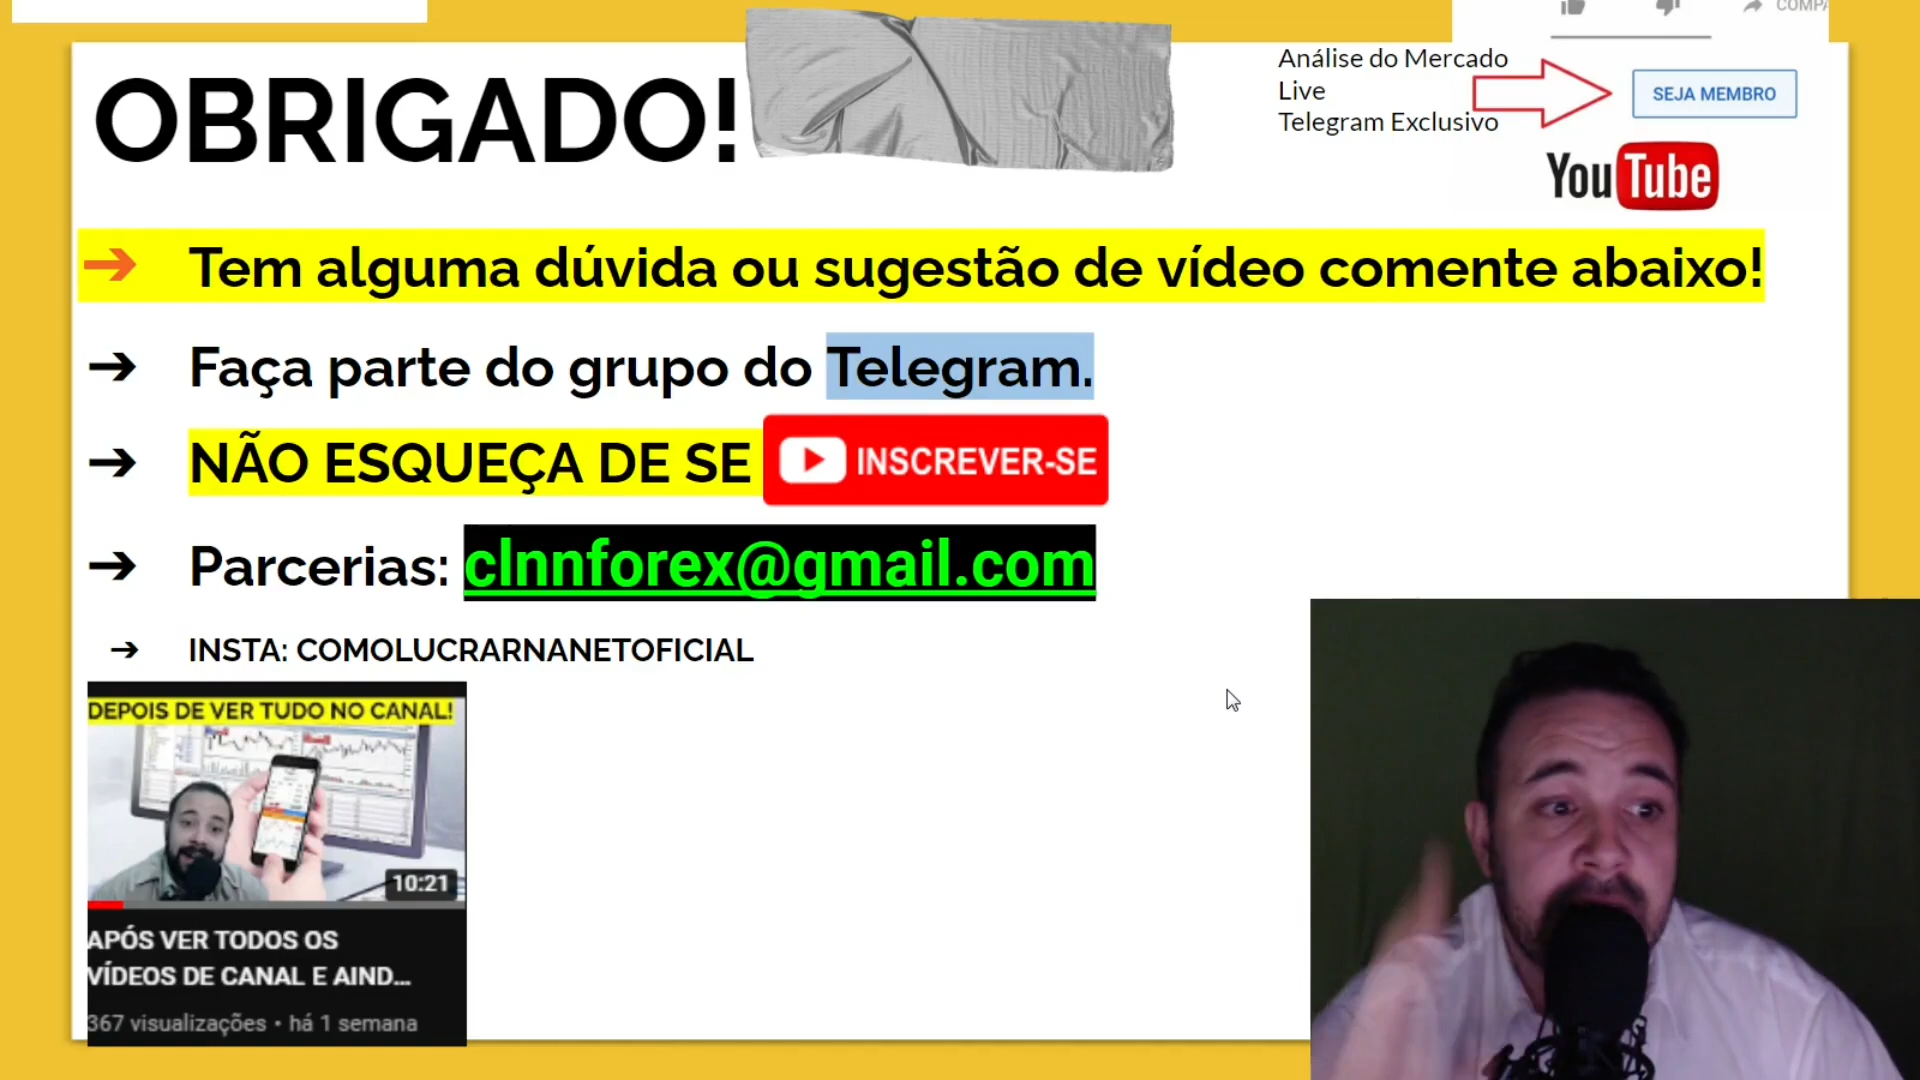 COMPA
Análise do Mercado
Live
Telegram Exclusivo
SEJA MEMBRO
YouTube
OBRIGADO!
➔ Tem alguma dúvida ou sugestão de vídeo comente abaixo!
➔ Faça parte do grupo do Telegram.
➔ NÃO ESQUEÇA DE SE INSCREVER-SE
➔ Parcerias: clnnforex@gmail.com
➔ INSTA: COMOLUCRARNANETOFICIAL
DEPOIS DE VER TUDO NO CANAL!
10:21
APÓS VER TODOS OS
VÍDEOS DE CANAL E AIND...
367 visualizações • há 1 semana